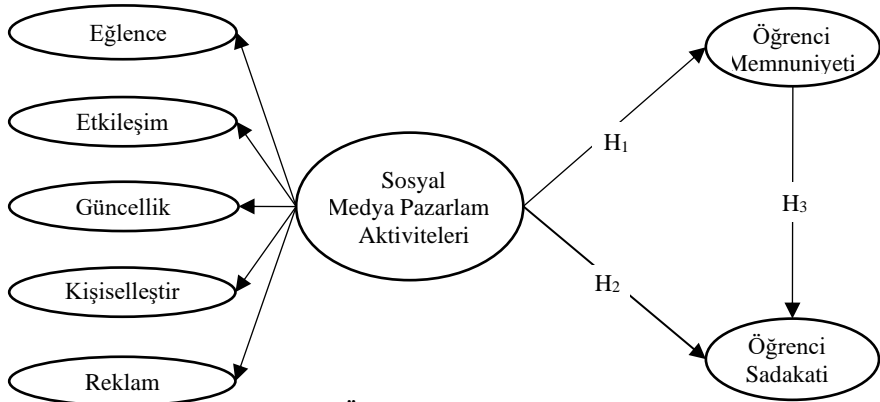 Eğlence
Etkileşim
Güncellik
Kişiselleştir
Reklam
Sosyal
Medya Pazarlam
Aktiviteleri
H1
H2
Öğrenci
Memnuniyeti
H3
Öğrenci
Sadakati